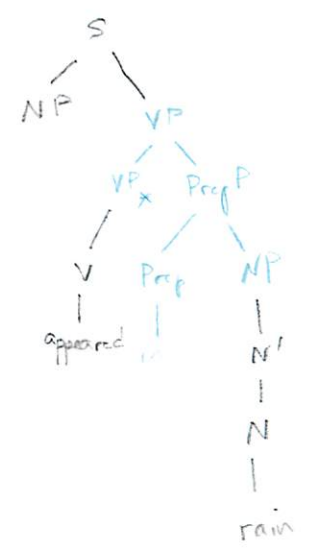 S
NP VP
VP* PrepP
V Prep NP
appeared N'
N
rain